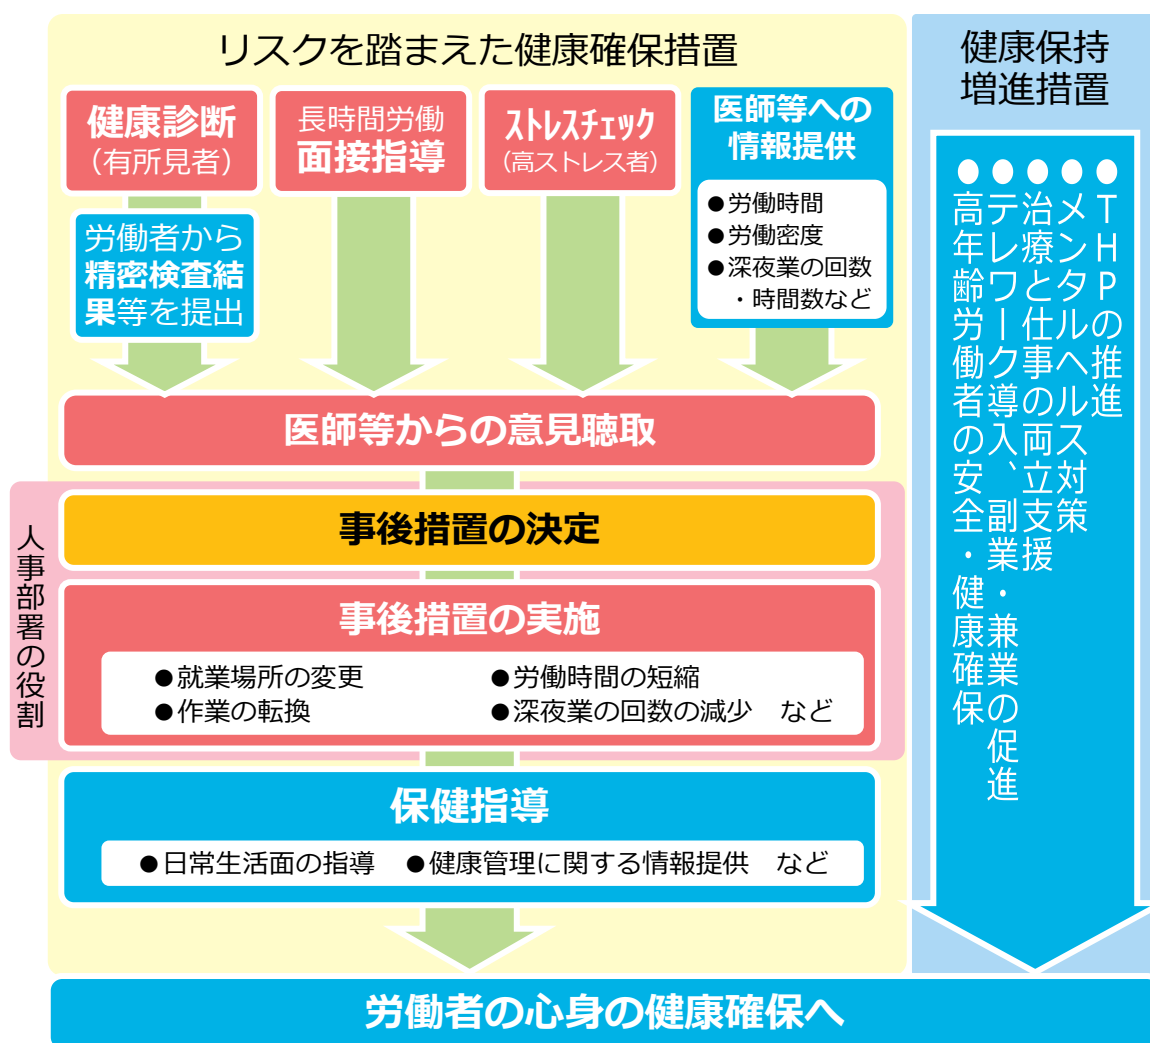 リスクを踏まえた健康確保措置
健康診断
（有所見者）
労働者から
精密検査結
果等を提出
長時間労働
面接指導
ストレスチェック
（高ストレス者）
医師等への
情報提供
●労働時間
●労働密度
●深夜業の回数
・時間数など
医師等からの意見聴取
人事部署の役割
事後措置の決定
事後措置の実施
●就業場所の変更
●労働時間の短縮
●作業の転換
●深夜業の回数の減少　など
保健指導
●日常生活面の指導　●健康管理に関する情報提供　など
健康保持
増進措置
●ＴＨＰの推進
●メンタルヘルス対策
●治療と仕事の両立支援
●テレワーク導入、副業・兼業の促進
●高年齢労働者の安全・健康確保
労働者の心身の健康確保へ